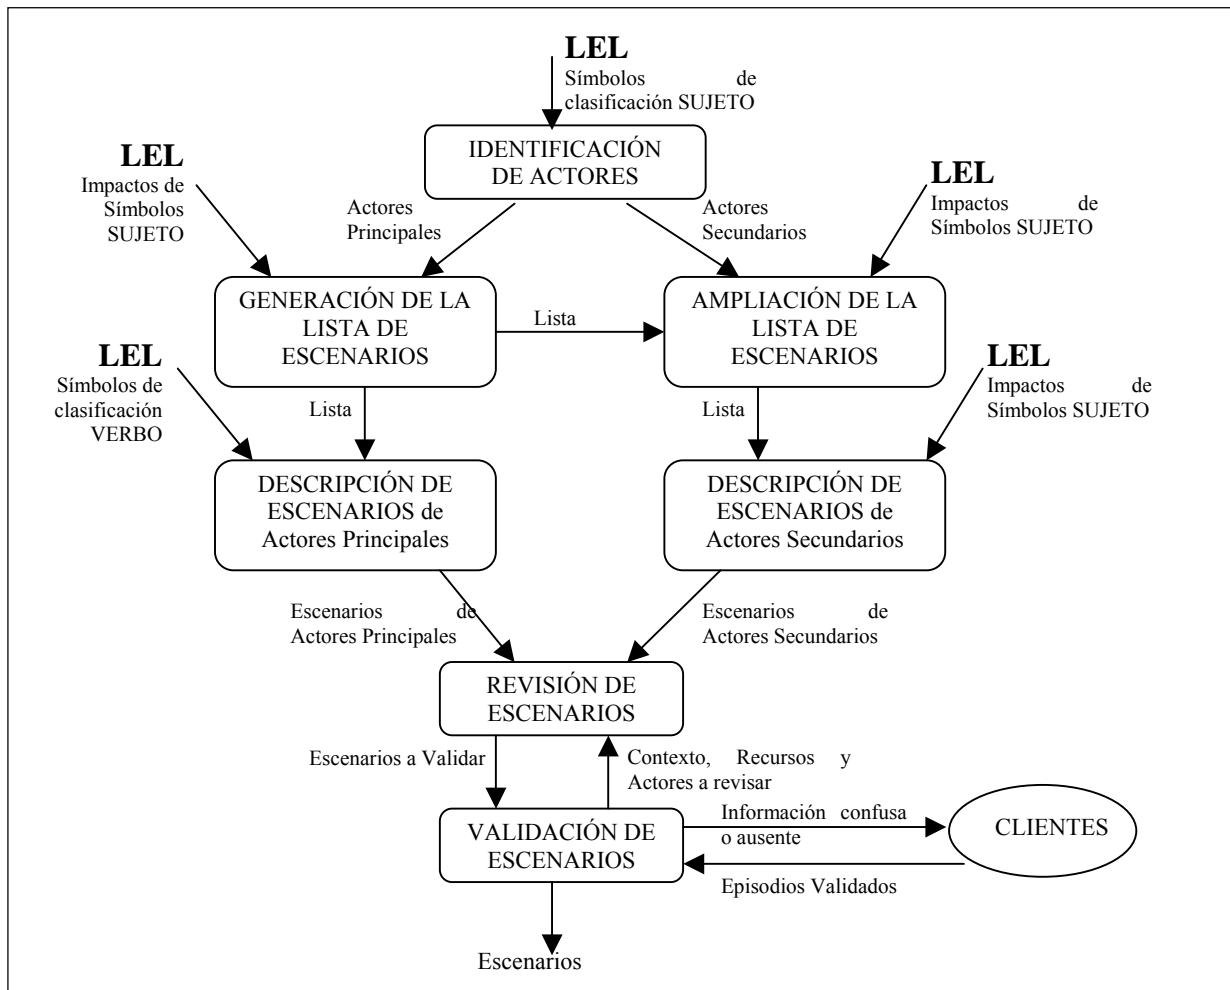 LEL
Símbolos de
clasificación SUJETO
IDENTIFICACIÓN
DE ACTORES
LEL
Impactos de
Símbolos
SUJETO
Actores
Principales
Actores
Secundarios
LEL
Impactos de
Símbolos SUJETO
GENERACIÓN DE LA
LISTA DE
ESCENARIOS
Lista
AMPLIACIÓN DE LA
LISTA DE
ESCENARIOS
LEL
Símbolos de
clasificación
VERBO
Lista
Lista
LEL
Impactos de
Símbolos SUJETO
DESCRIPCIÓN DE
ESCENARIOS de
Actores Principales
DESCRIPCIÓN DE
ESCENARIOS de
Actores Secundarios
Escenarios de
Actores Principales
Escenarios de
Actores Secundarios
REVISIÓN DE
ESCENARIOS
Escenarios a Validar
Contexto, Recursos y
Actores a revisar
VALIDACIÓN DE
ESCENARIOS
Información confusa
o ausente
CLIENTES
Episodios Validados
Escenarios